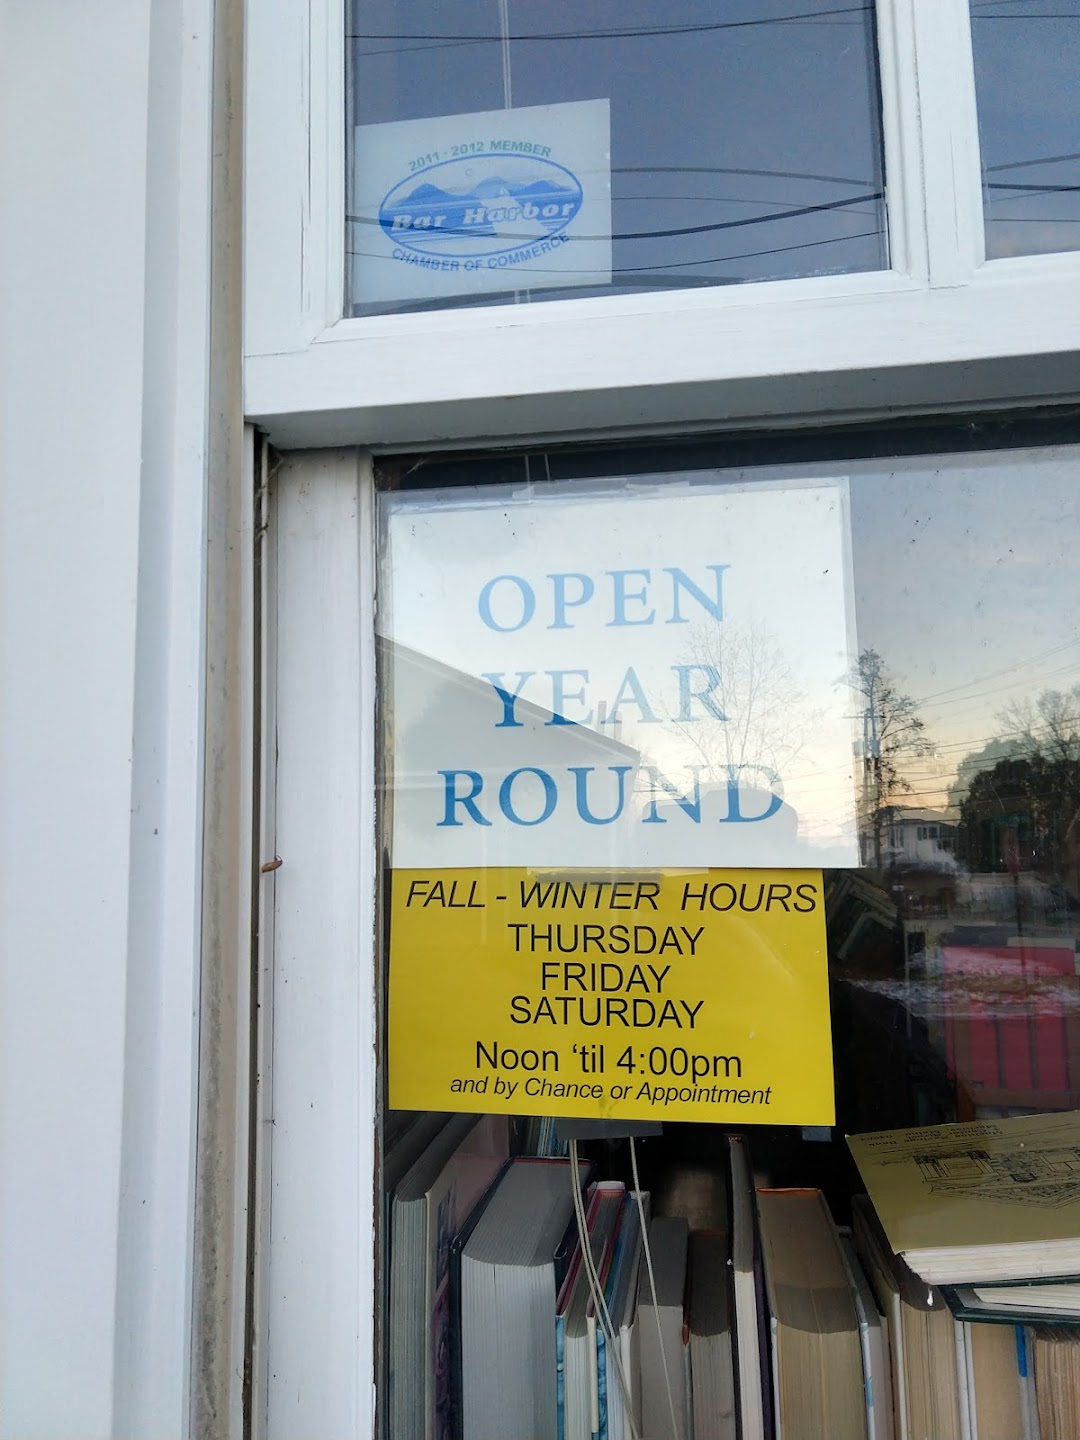 2011 - 2012 MEMBER
Bar Harbor
CHAMBER OF COMMERCE
OPEN
YEAR
ROUND
FALL - WINTER HOURS
THURSDAY
FRIDAY
SATURDAY
Noon ‘til 4:00pm
and by Chance or Appointment